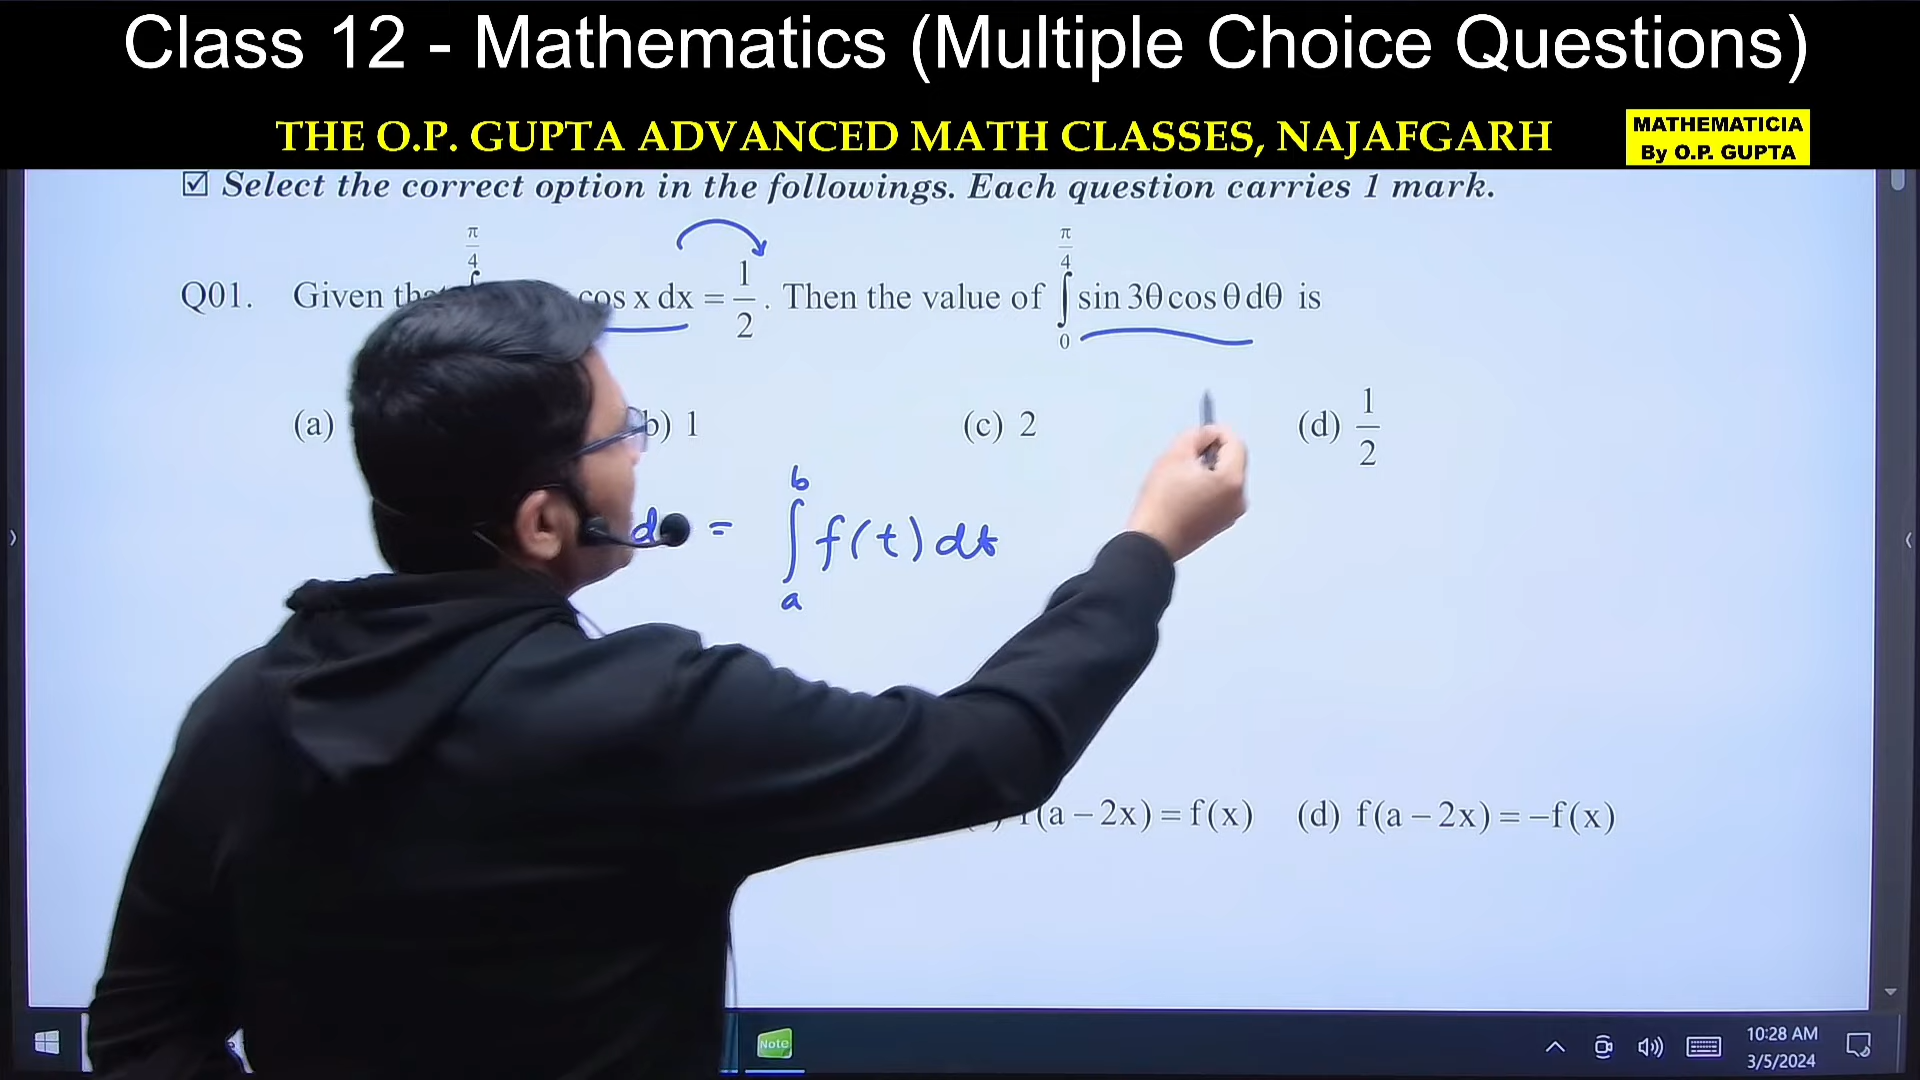 Class 12 - Mathematics (Multiple Choice Questions)
THE O.P. GUPTA ADVANCED MATH CLASSES, NAJAFGARH
MATHEMATICIA
By O.P. GUPTA
☑ Select the correct option in the followings. Each question carries 1 mark.
Q01. Given cos x dx = 1/2 . Then the value of ∫₀^(π/4) sin 3θ cos θ dθ is
(a) b) 1 (c) 2 (d) 1/2
= ∫ₐᵇ f(t) dt
(a – 2x) = f(x) (d) f(a – 2x) = –f(x)
Note
10:28 AM
3/5/2024